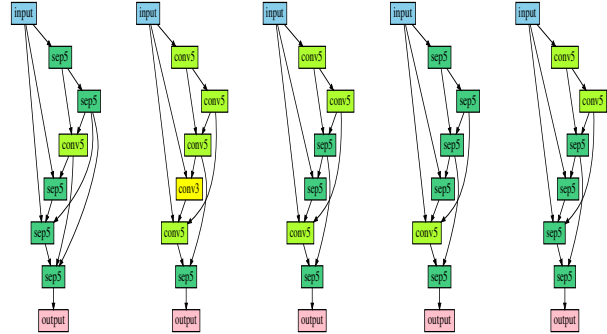 input input input input input
sep5 conv5 conv5 sep5 conv5
sep5 conv5 conv5 sep5 conv5
conv5 conv5 sep5 sep5 sep5
sep5 conv3 sep5 sep5 sep5
sep5 conv5 conv5 conv5 sep5
sep5 sep5 sep5 sep5 sep5
output output output output output